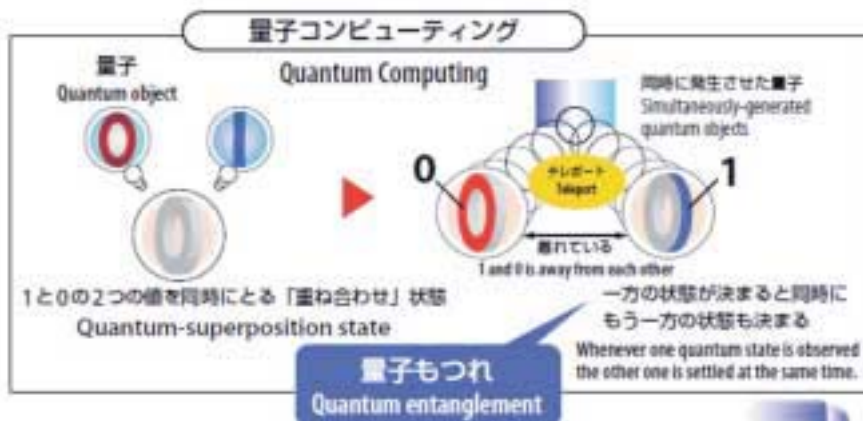 量子コンピューティング
Quantum Computing
量子
Quantum object
1と0の2つの値を同時にとる「重ね合わせ」状態
Quantum-superposition state
同時に発生させた量子
Simultaneously-generated
quantum objects
0
テレポート
Teleport
1
離れている
1 and 0 is away from each other
一方の状態が決まると同時に
もう一方の状態も決まる
Whenever one quantum state is observed
the other one is settled at the same time.
量子もつれ
Quantum entanglement